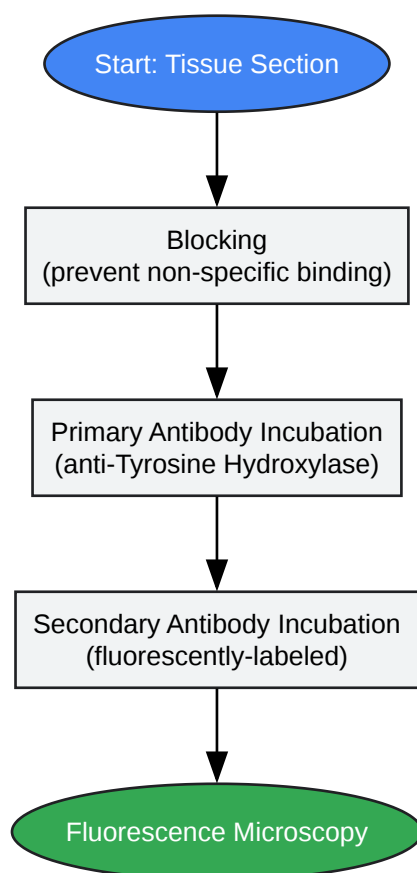 Start: Tissue Section
Blocking
(prevent non-specific binding)
Primary Antibody Incubation
(anti-Tyrosine Hydroxylase)
Secondary Antibody Incubation
(fluorescently-labeled)
Fluorescence Microscopy